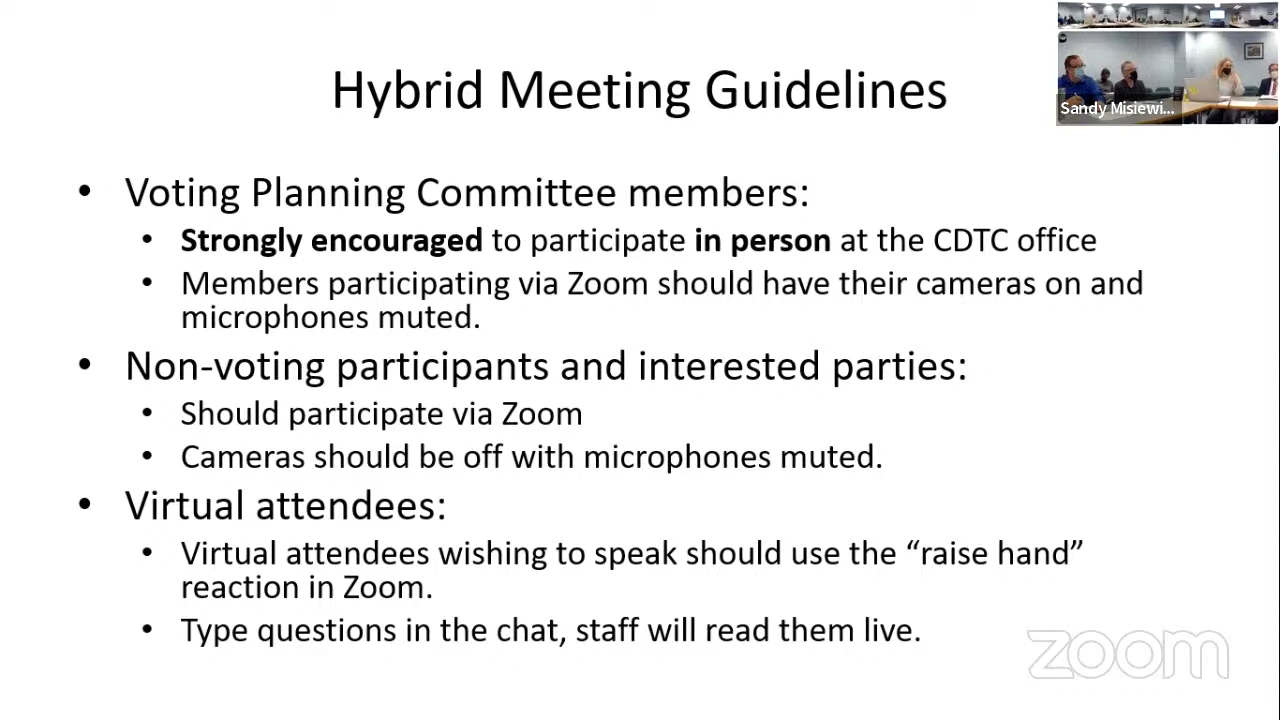 Hybrid Meeting Guidelines
Sandy Misiewi...
• Voting Planning Committee members:
• Strongly encouraged to participate in person at the CDTC office
• Members participating via Zoom should have their cameras on and
microphones muted.
• Non-voting participants and interested parties:
• Should participate via Zoom
• Cameras should be off with microphones muted.
• Virtual attendees:
• Virtual attendees wishing to speak should use the “raise hand”
reaction in Zoom.
• Type questions in the chat, staff will read them live.
zoom